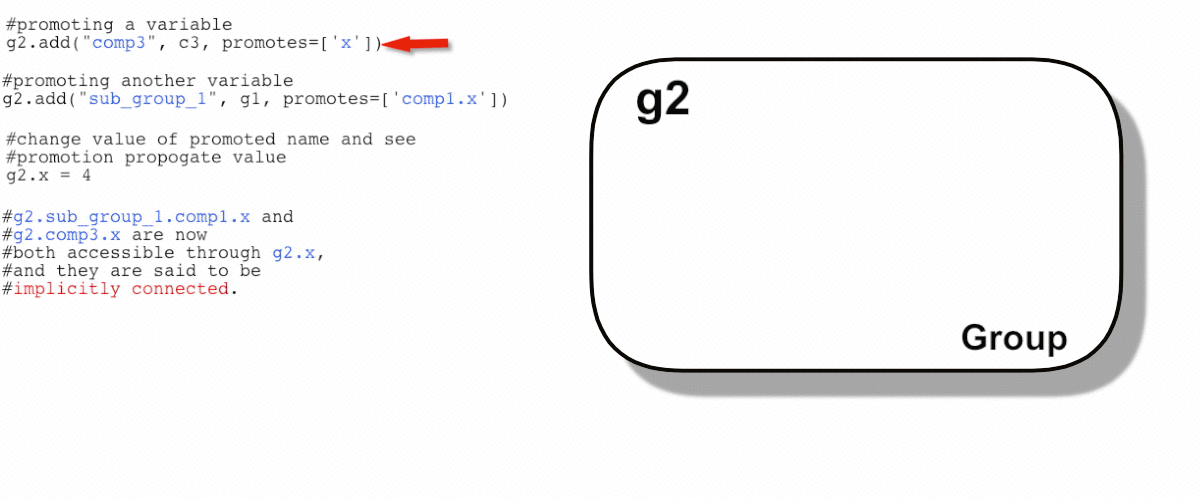 #promoting a variable
g2.add("comp3", c3, promotes=['x'])
#promoting another variable
g2.add("sub_group_1", g1, promotes=['comp1.x'])
#change value of promoted name and see
#promotion propogate value
g2.x = 4
#g2.sub_group_1.comp1.x and
#g2.comp3.x are now
#both accessible through g2.x,
#and they are said to be
#implicitly connected.
g2
Group